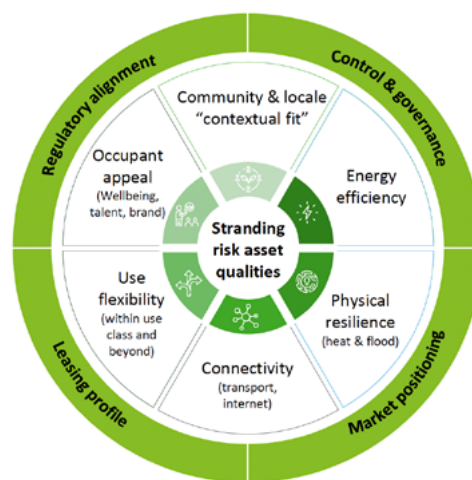 Regulatory alignment
Control & governance
Community & locale
“contextual fit”
Occupant
appeal
(Wellbeing,
talent, brand)
Energy
efficiency
Stranding
risk asset
qualities
Use
flexibility
(within use
class and
beyond)
Physical
resilience
(heat & flood)
Connectivity
(transport,
internet)
Leasing profile
Market positioning